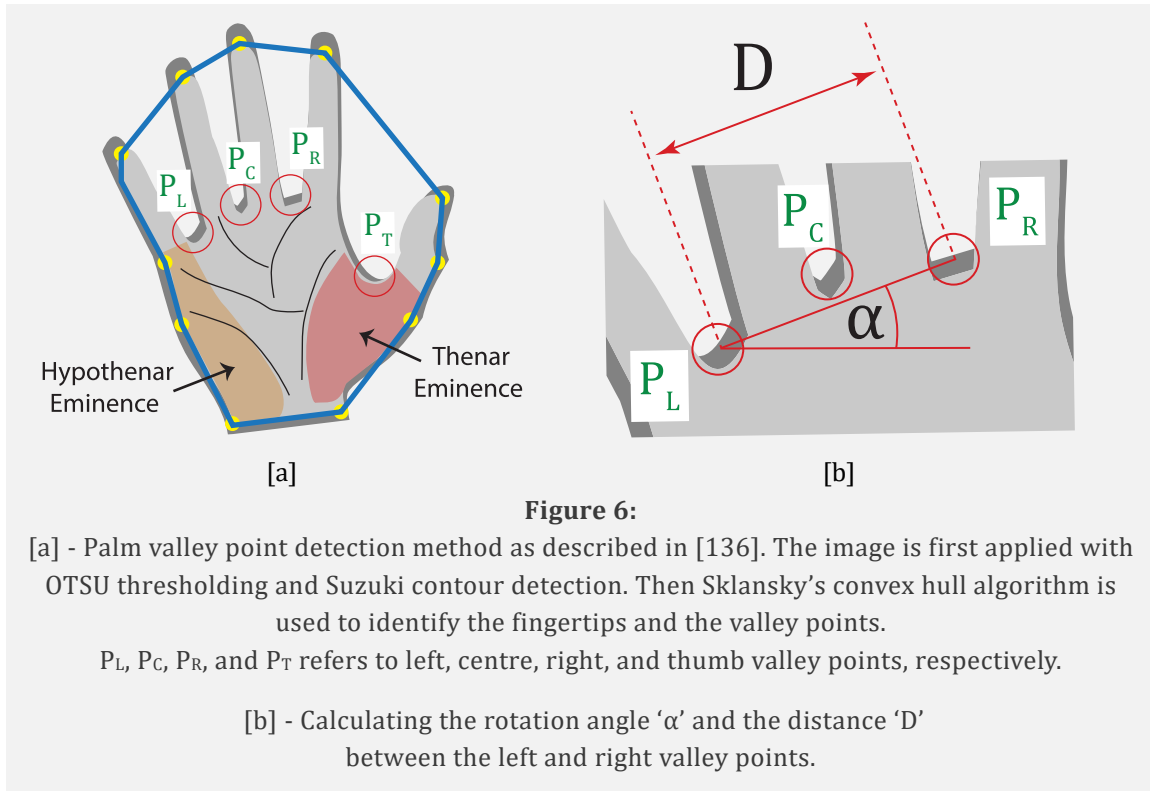 P_L
P_C
P_R
P_T
Hypothenar
Eminence
Thenar
Eminence
[a]
D
P_C
P_R
α
P_L
[b]
Figure 6:
[a] - Palm valley point detection method as described in [136]. The image is first applied with
OTSU thresholding and Suzuki contour detection. Then Sklansky’s convex hull algorithm is
used to identify the fingertips and the valley points.
P_L, P_C, P_R, and P_T refers to left, centre, right, and thumb valley points, respectively.
[b] - Calculating the rotation angle ‘α’ and the distance ‘D’
between the left and right valley points.